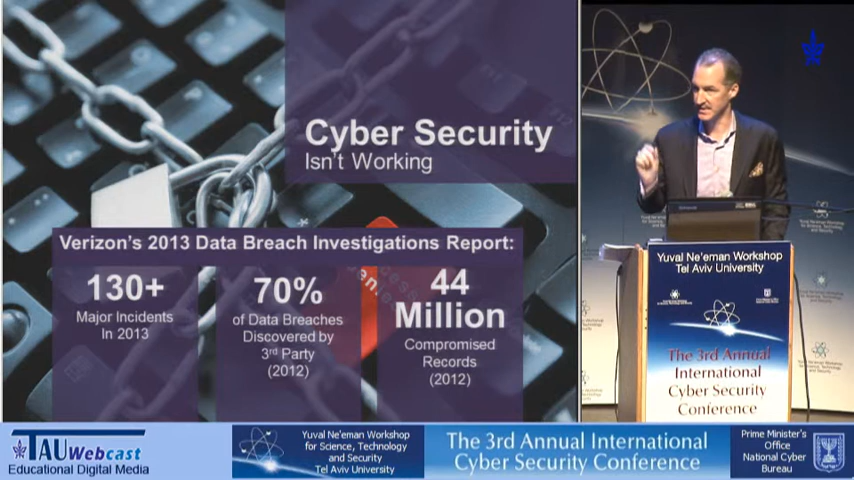 Cyber Security
Isn't Working
Verizon's 2013 Data Breach Investigations Report:
130+
Major Incidents
In 2013
70%
of Data Breaches
Discovered by
3rd Party
(2012)
44
Million
Compromised
Records
(2012)
Yuval Ne'eman Workshop
Tel Aviv University
The 3rd Annual
International
Cyber Security
Conference
TAU Webcast
Educational Digital Media
Yuval Ne'eman Workshop
for Science, Technology
and Security
Tel Aviv University
The 3rd Annual International
Cyber Security Conference
Prime Minister's
Office
National Cyber
Bureau